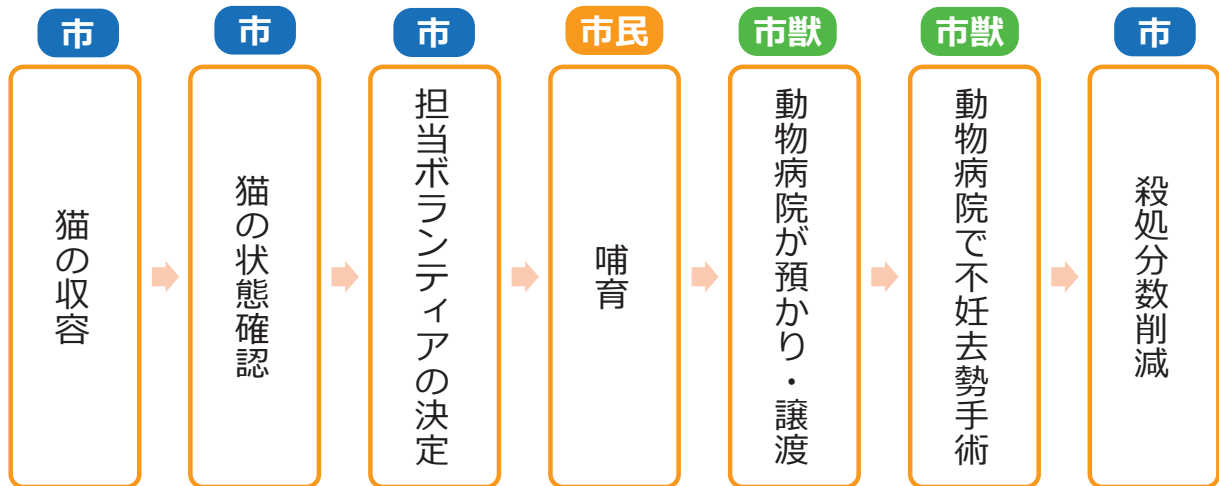 市
猫の収容
市
猫の状態確認
市
担当ボランティアの決定
市民
哺育
市獣
動物病院が預かり・譲渡
市獣
動物病院で不妊去勢手術
市
殺処分数削減